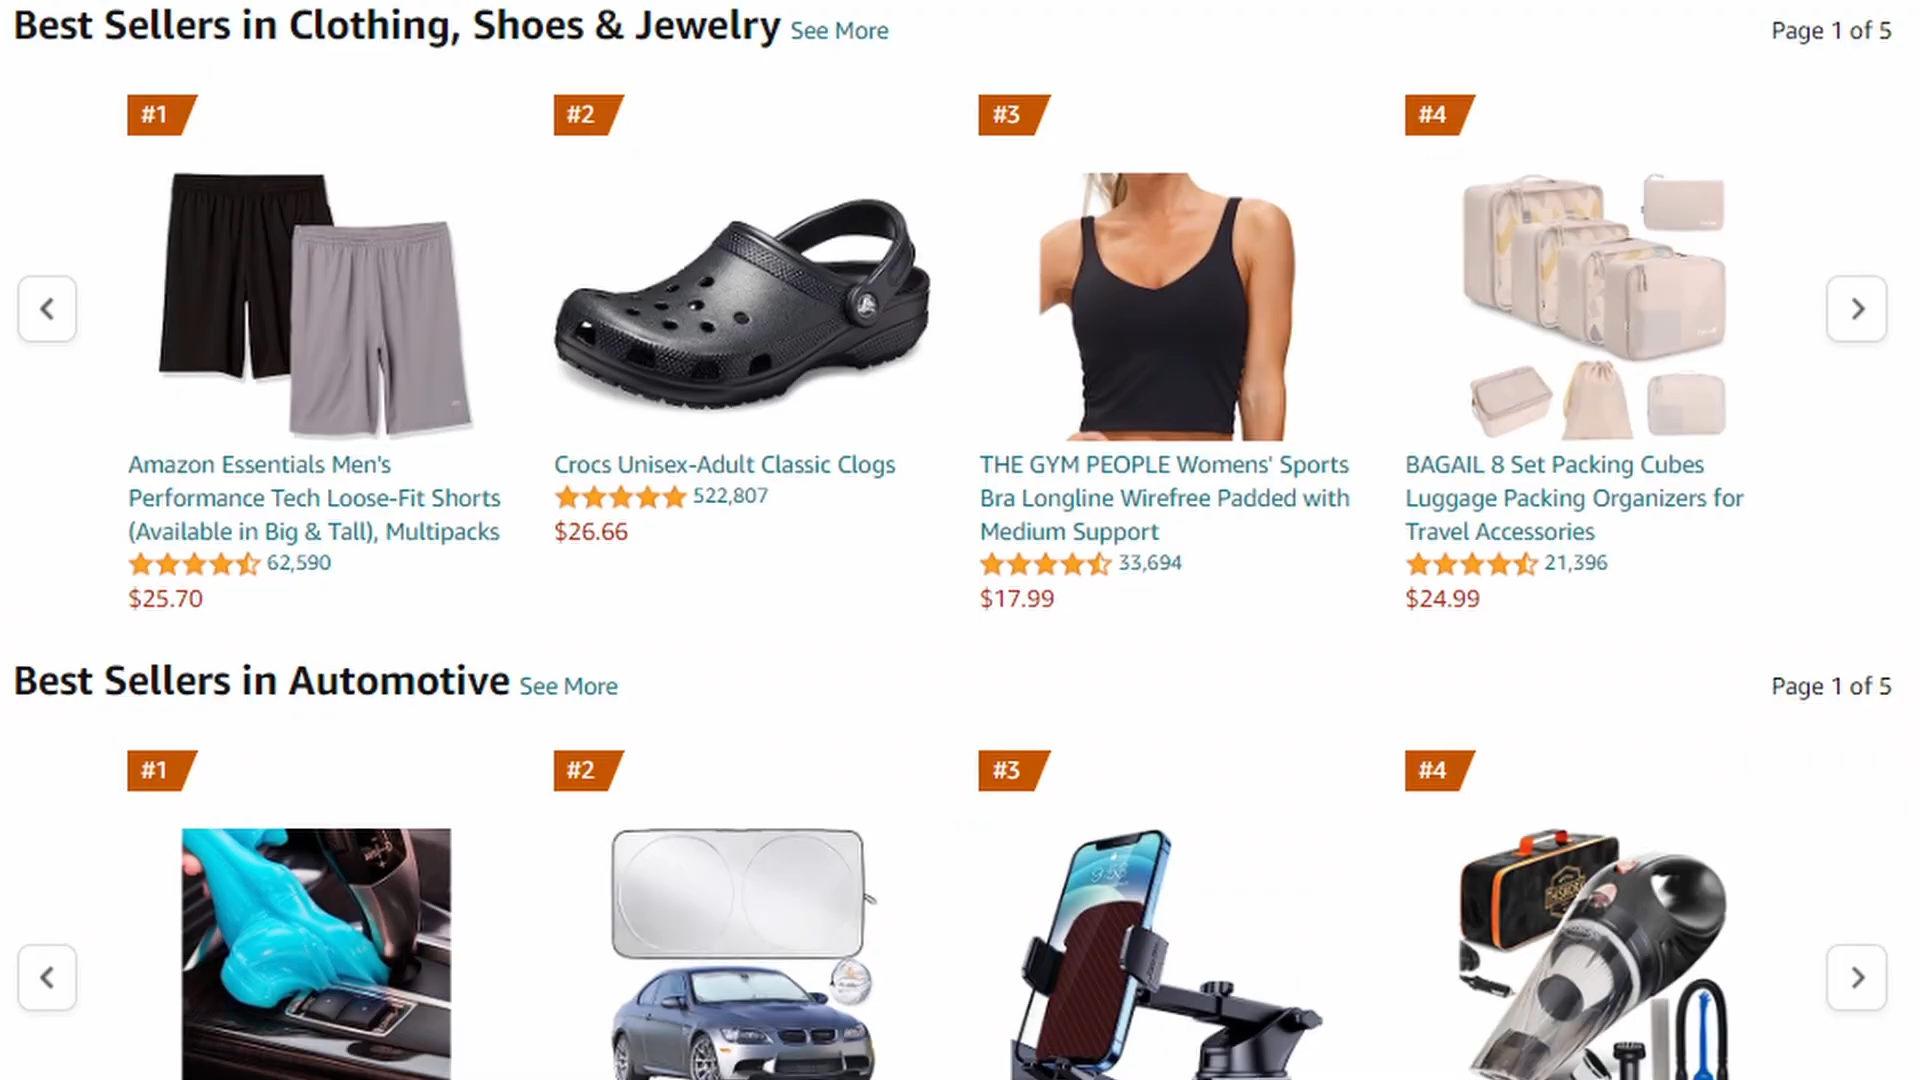 Best Sellers in Clothing, Shoes & Jewelry See More Page 1 of 5
#1 #2 #3 #4
Amazon Essentials Men's
Performance Tech Loose-Fit Shorts
(Available in Big & Tall), Multipacks
62,590
$25.70
Crocs Unisex-Adult Classic Clogs
522,807
$26.66
THE GYM PEOPLE Womens' Sports
Bra Longline Wirefree Padded with
Medium Support
33,694
$17.99
BAGAIL 8 Set Packing Cubes
Luggage Packing Organizers for
Travel Accessories
21,396
$24.99
Best Sellers in Automotive See More Page 1 of 5
#1 #2 #3 #4